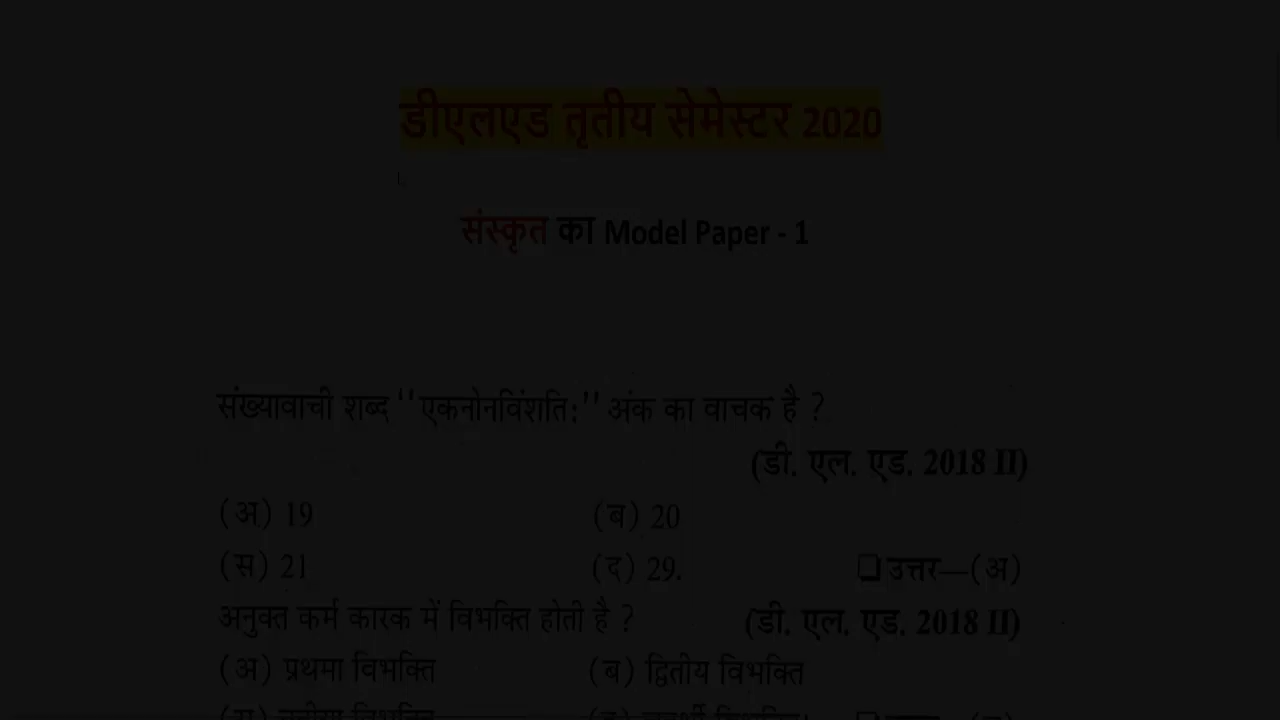 डीएलएड तृतीय सेमेस्टर 2020
संस्कृत का Model Paper - 1
संख्यावाची शब्द ''एकनोनविंशति:'' अंक का वाचक है ?
(डी. एल. एड. 2018 II)
(अ) 19 (ब) 20
(स) 21 (द) 29. ❑ उत्तर—(अ)
अनुक्त कर्म कारक में विभक्ति होती है ? (डी. एल. एड. 2018 II)
(अ) प्रथमा विभक्ति (ब) द्वितीय विभक्ति